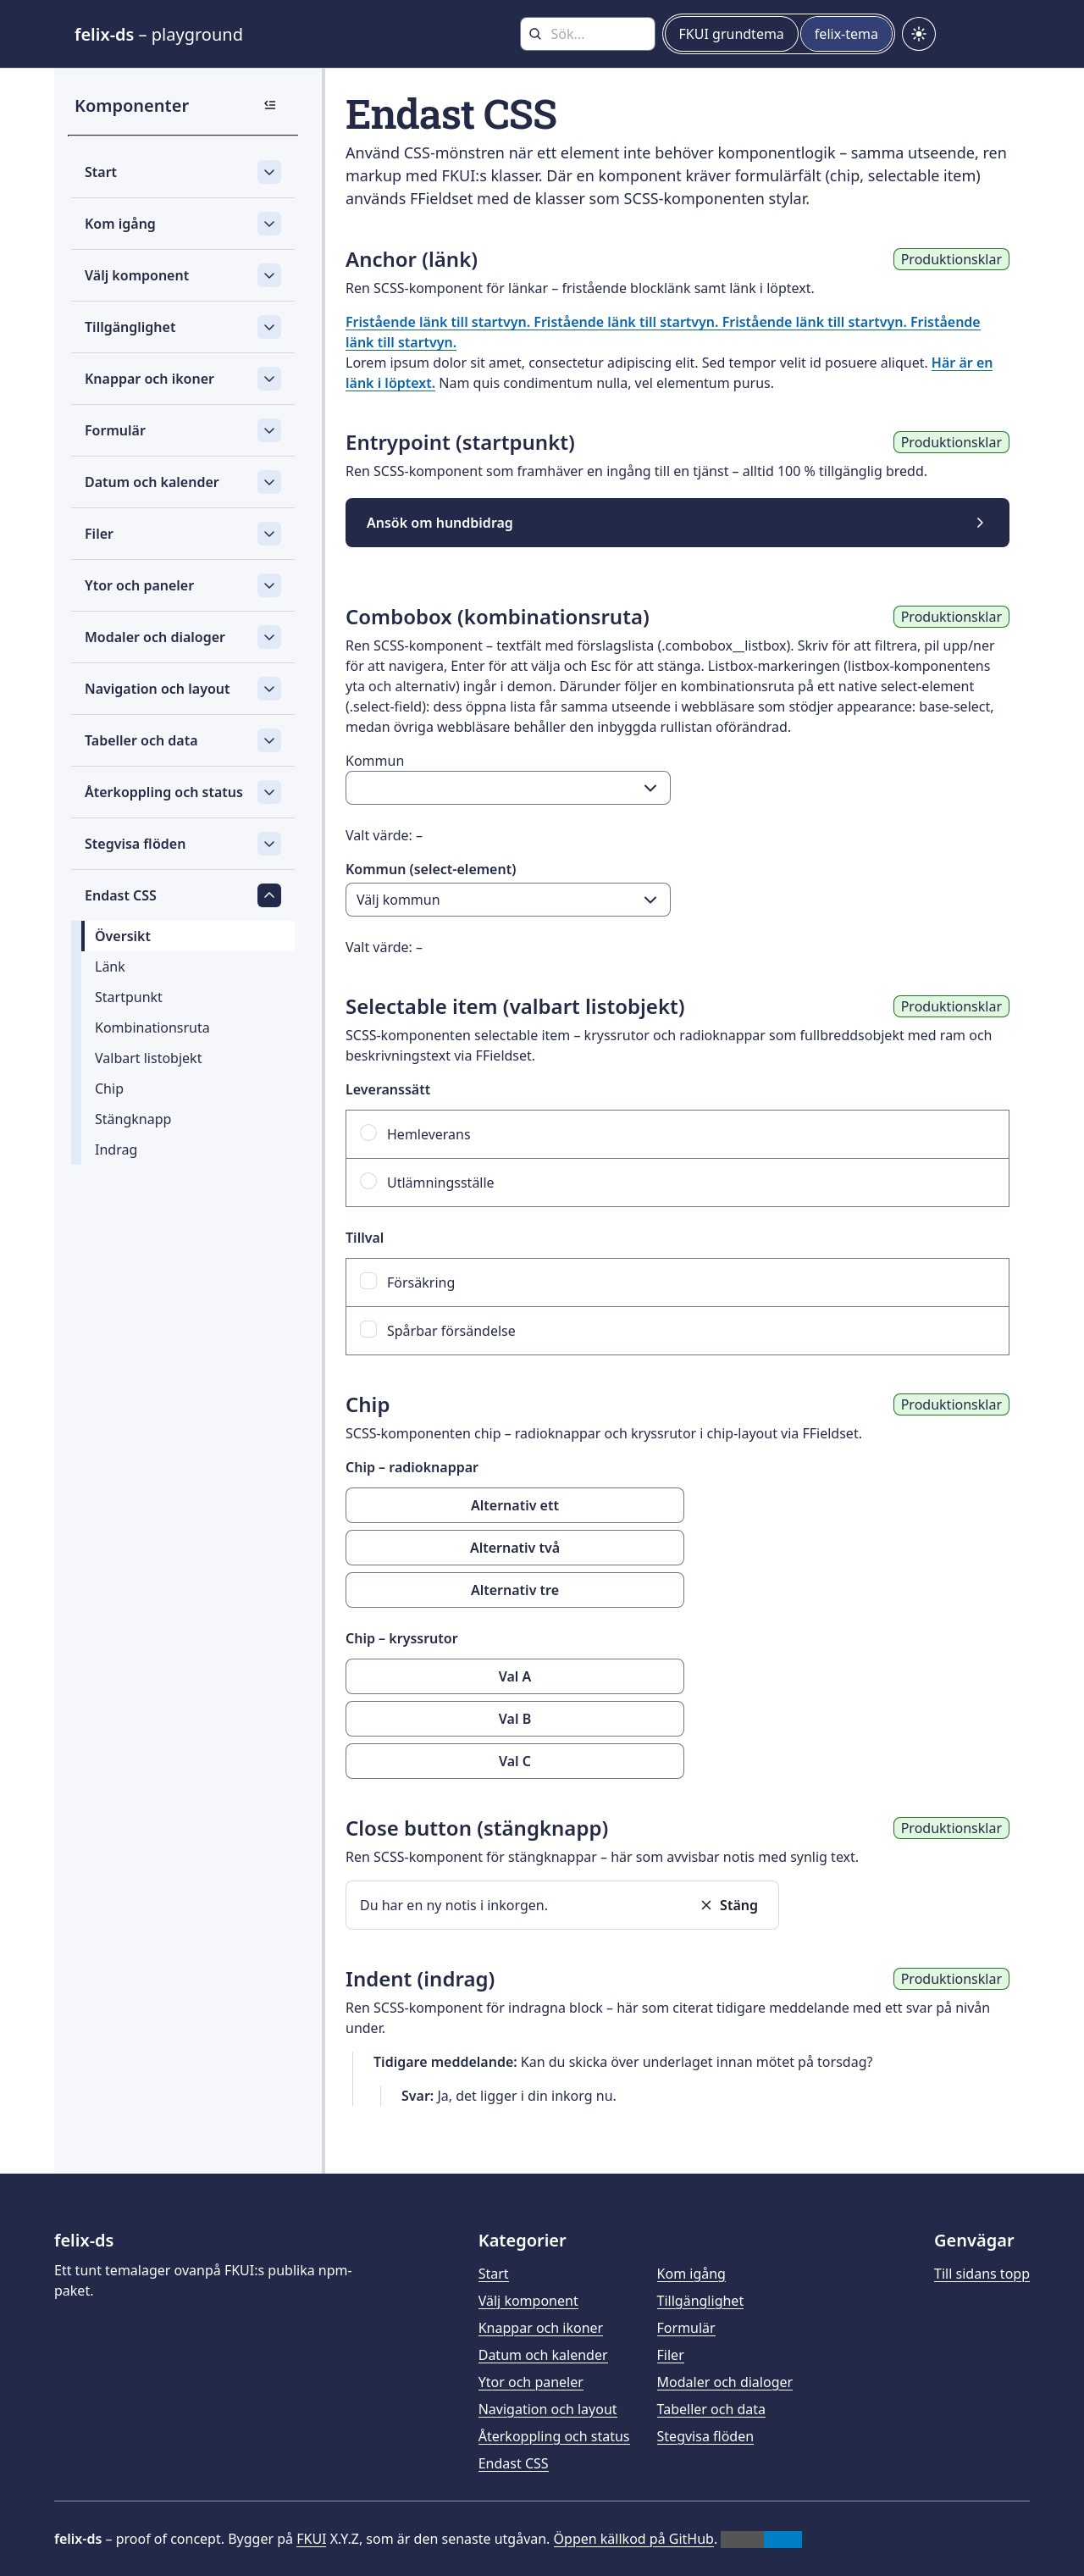 felix-ds – playground
Sök...
FKUI grundtema
felix-tema
Komponenter
Start
Kom igång
Välj komponent
Tillgänglighet
Knappar och ikoner
Formulär
Datum och kalender
Filer
Ytor och paneler
Modaler och dialoger
Navigation och layout
Tabeller och data
Återkoppling och status
Stegvisa flöden
Endast CSS
Översikt
Länk
Startpunkt
Kombinationsruta
Valbart listobjekt
Chip
Stängknapp
Indrag
Endast CSS
Använd CSS-mönstren när ett element inte behöver komponentlogik – samma utseende, ren
markup med FKUI:s klasser. Där en komponent kräver formulärfält (chip, selectable item)
används FFieldset med de klasser som SCSS-komponenten stylar.
Anchor (länk)
Produktionsklar
Ren SCSS-komponent för länkar – fristående blocklänk samt länk i löptext.
Fristående länk till startvyn. Fristående länk till startvyn. Fristående länk till startvyn. Fristående
länk till startvyn.
Lorem ipsum dolor sit amet, consectetur adipiscing elit. Sed tempor velit id posuere aliquet. Här är en
länk i löptext. Nam quis condimentum nulla, vel elementum purus.
Entrypoint (startpunkt)
Produktionsklar
Ren SCSS-komponent som framhäver en ingång till en tjänst – alltid 100 % tillgänglig bredd.
Ansök om hundbidrag
Combobox (kombinationsruta)
Produktionsklar
Ren SCSS-komponent – textfält med förslagslista (.combobox__listbox). Skriv för att filtrera, pil upp/ner
för att navigera, Enter för att välja och Esc för att stänga. Listbox-markeringen (listbox-komponentens
yta och alternativ) ingår i demon. Därunder följer en kombinationsruta på ett native select-element
(.select-field): dess öppna lista får samma utseende i webbläsare som stödjer appearance: base-select,
medan övriga webbläsare behåller den inbyggda rullistan oförändrad.
Kommun
Valt värde: –
Kommun (select-element)
Välj kommun
Valt värde: –
Selectable item (valbart listobjekt)
Produktionsklar
SCSS-komponenten selectable item – kryssrutor och radioknappar som fullbreddsobjekt med ram och
beskrivningstext via FFieldset.
Leveranssätt
Hemleverans
Utlämningsställe
Tillval
Försäkring
Spårbar försändelse
Chip
Produktionsklar
SCSS-komponenten chip – radioknappar och kryssrutor i chip-layout via FFieldset.
Chip – radioknappar
Alternativ ett
Alternativ två
Alternativ tre
Chip – kryssrutor
Val A
Val B
Val C
Close button (stängknapp)
Produktionsklar
Ren SCSS-komponent för stängknappar – här som avvisbar notis med synlig text.
Du har en ny notis i inkorgen.
Stäng
Indent (indrag)
Produktionsklar
Ren SCSS-komponent för indragna block – här som citerat tidigare meddelande med ett svar på nivån
under.
Tidigare meddelande: Kan du skicka över underlaget innan mötet på torsdag?
Svar: Ja, det ligger i din inkorg nu.
felix-ds
Ett tunt temalager ovanpå FKUI:s publika npm-
paket.
Kategorier
Start
Kom igång
Välj komponent
Tillgänglighet
Knappar och ikoner
Formulär
Datum och kalender
Filer
Ytor och paneler
Modaler och dialoger
Navigation och layout
Tabeller och data
Återkoppling och status
Stegvisa flöden
Endast CSS
Genvägar
Till sidans topp
felix-ds – proof of concept. Bygger på FKUI X.Y.Z, som är den senaste utgåvan. Öppen källkod på GitHub.